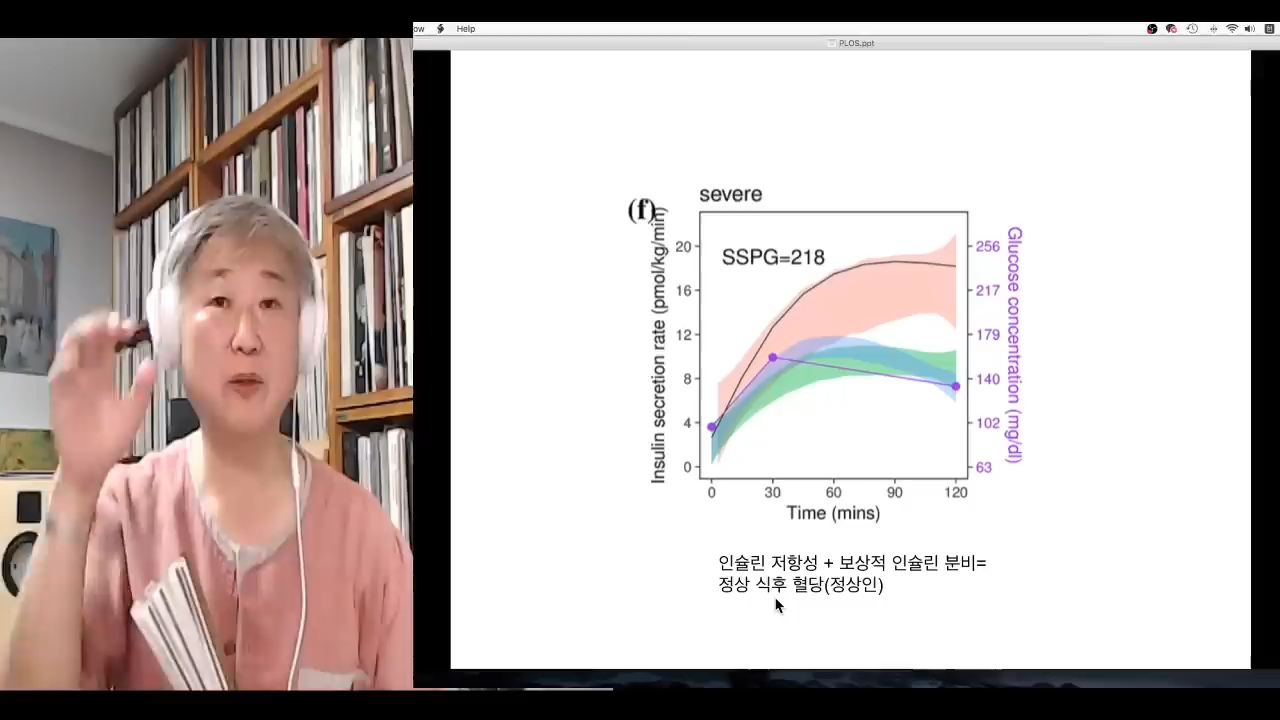 ow Help
PLOS.ppt
(f)
severe
SSPG=218
Insulin secretion rate (pmol/kg/min)
20
16
12
8
4
0
256
217
179
140
102
63
Glucose concentration (mg/dl)
0 30 60 90 120
Time (mins)
인슐린 저항성 + 보상적 인슐린 분비=
정상 식후 혈당(정상인)